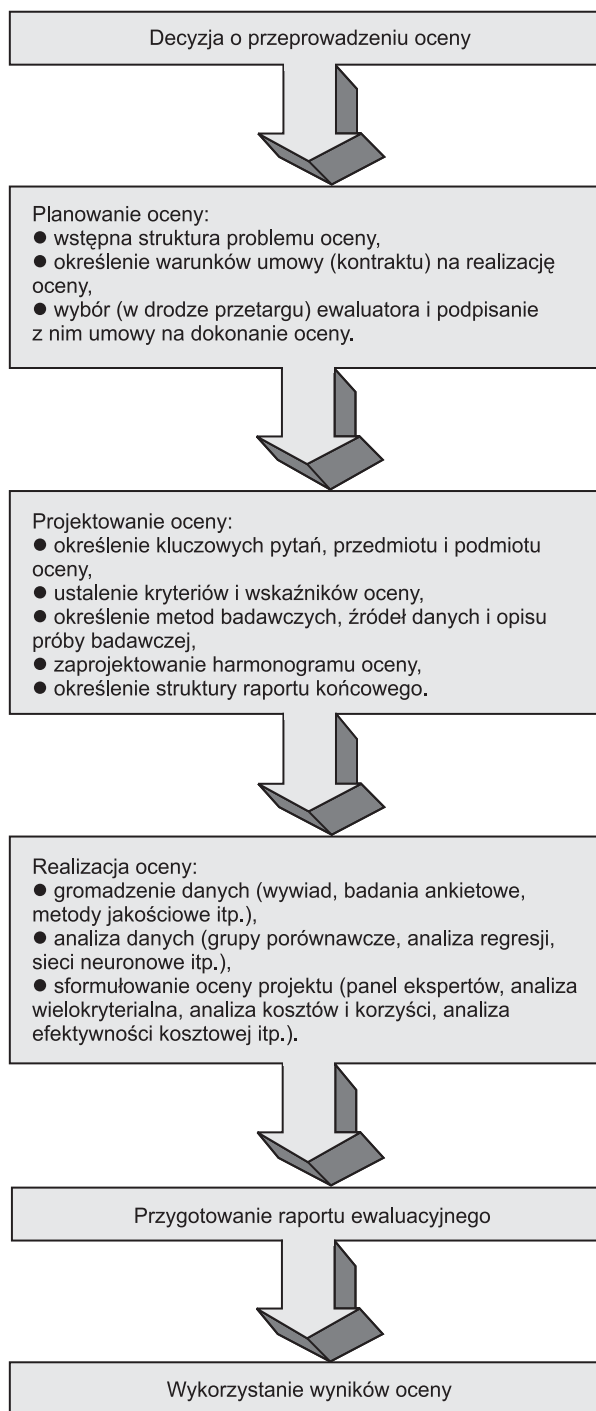 Decyzja o przeprowadzeniu oceny
Planowanie oceny:
● wstępna struktura problemu oceny,
● określenie warunków umowy (kontraktu) na realizację
oceny,
● wybór (w drodze przetargu) ewaluatora i podpisanie
z nim umowy na dokonanie oceny.
Projektowanie oceny:
● określenie kluczowych pytań, przedmiotu i podmiotu
oceny,
● ustalenie kryteriów i wskaźników oceny,
● określenie metod badawczych, źródeł danych i opisu
próby badawczej,
● zaprojektowanie harmonogramu oceny,
● określenie struktury raportu końcowego.
Realizacja oceny:
● gromadzenie danych (wywiad, badania ankietowe,
metody jakościowe itp.),
● analiza danych (grupy porównawcze, analiza regresji,
sieci neuronowe itp.),
● sformułowanie oceny projektu (panel ekspertów, analiza
wielokryterialna, analiza kosztów i korzyści, analiza
efektywności kosztowej itp.).
Przygotowanie raportu ewaluacyjnego
Wykorzystanie wyników oceny